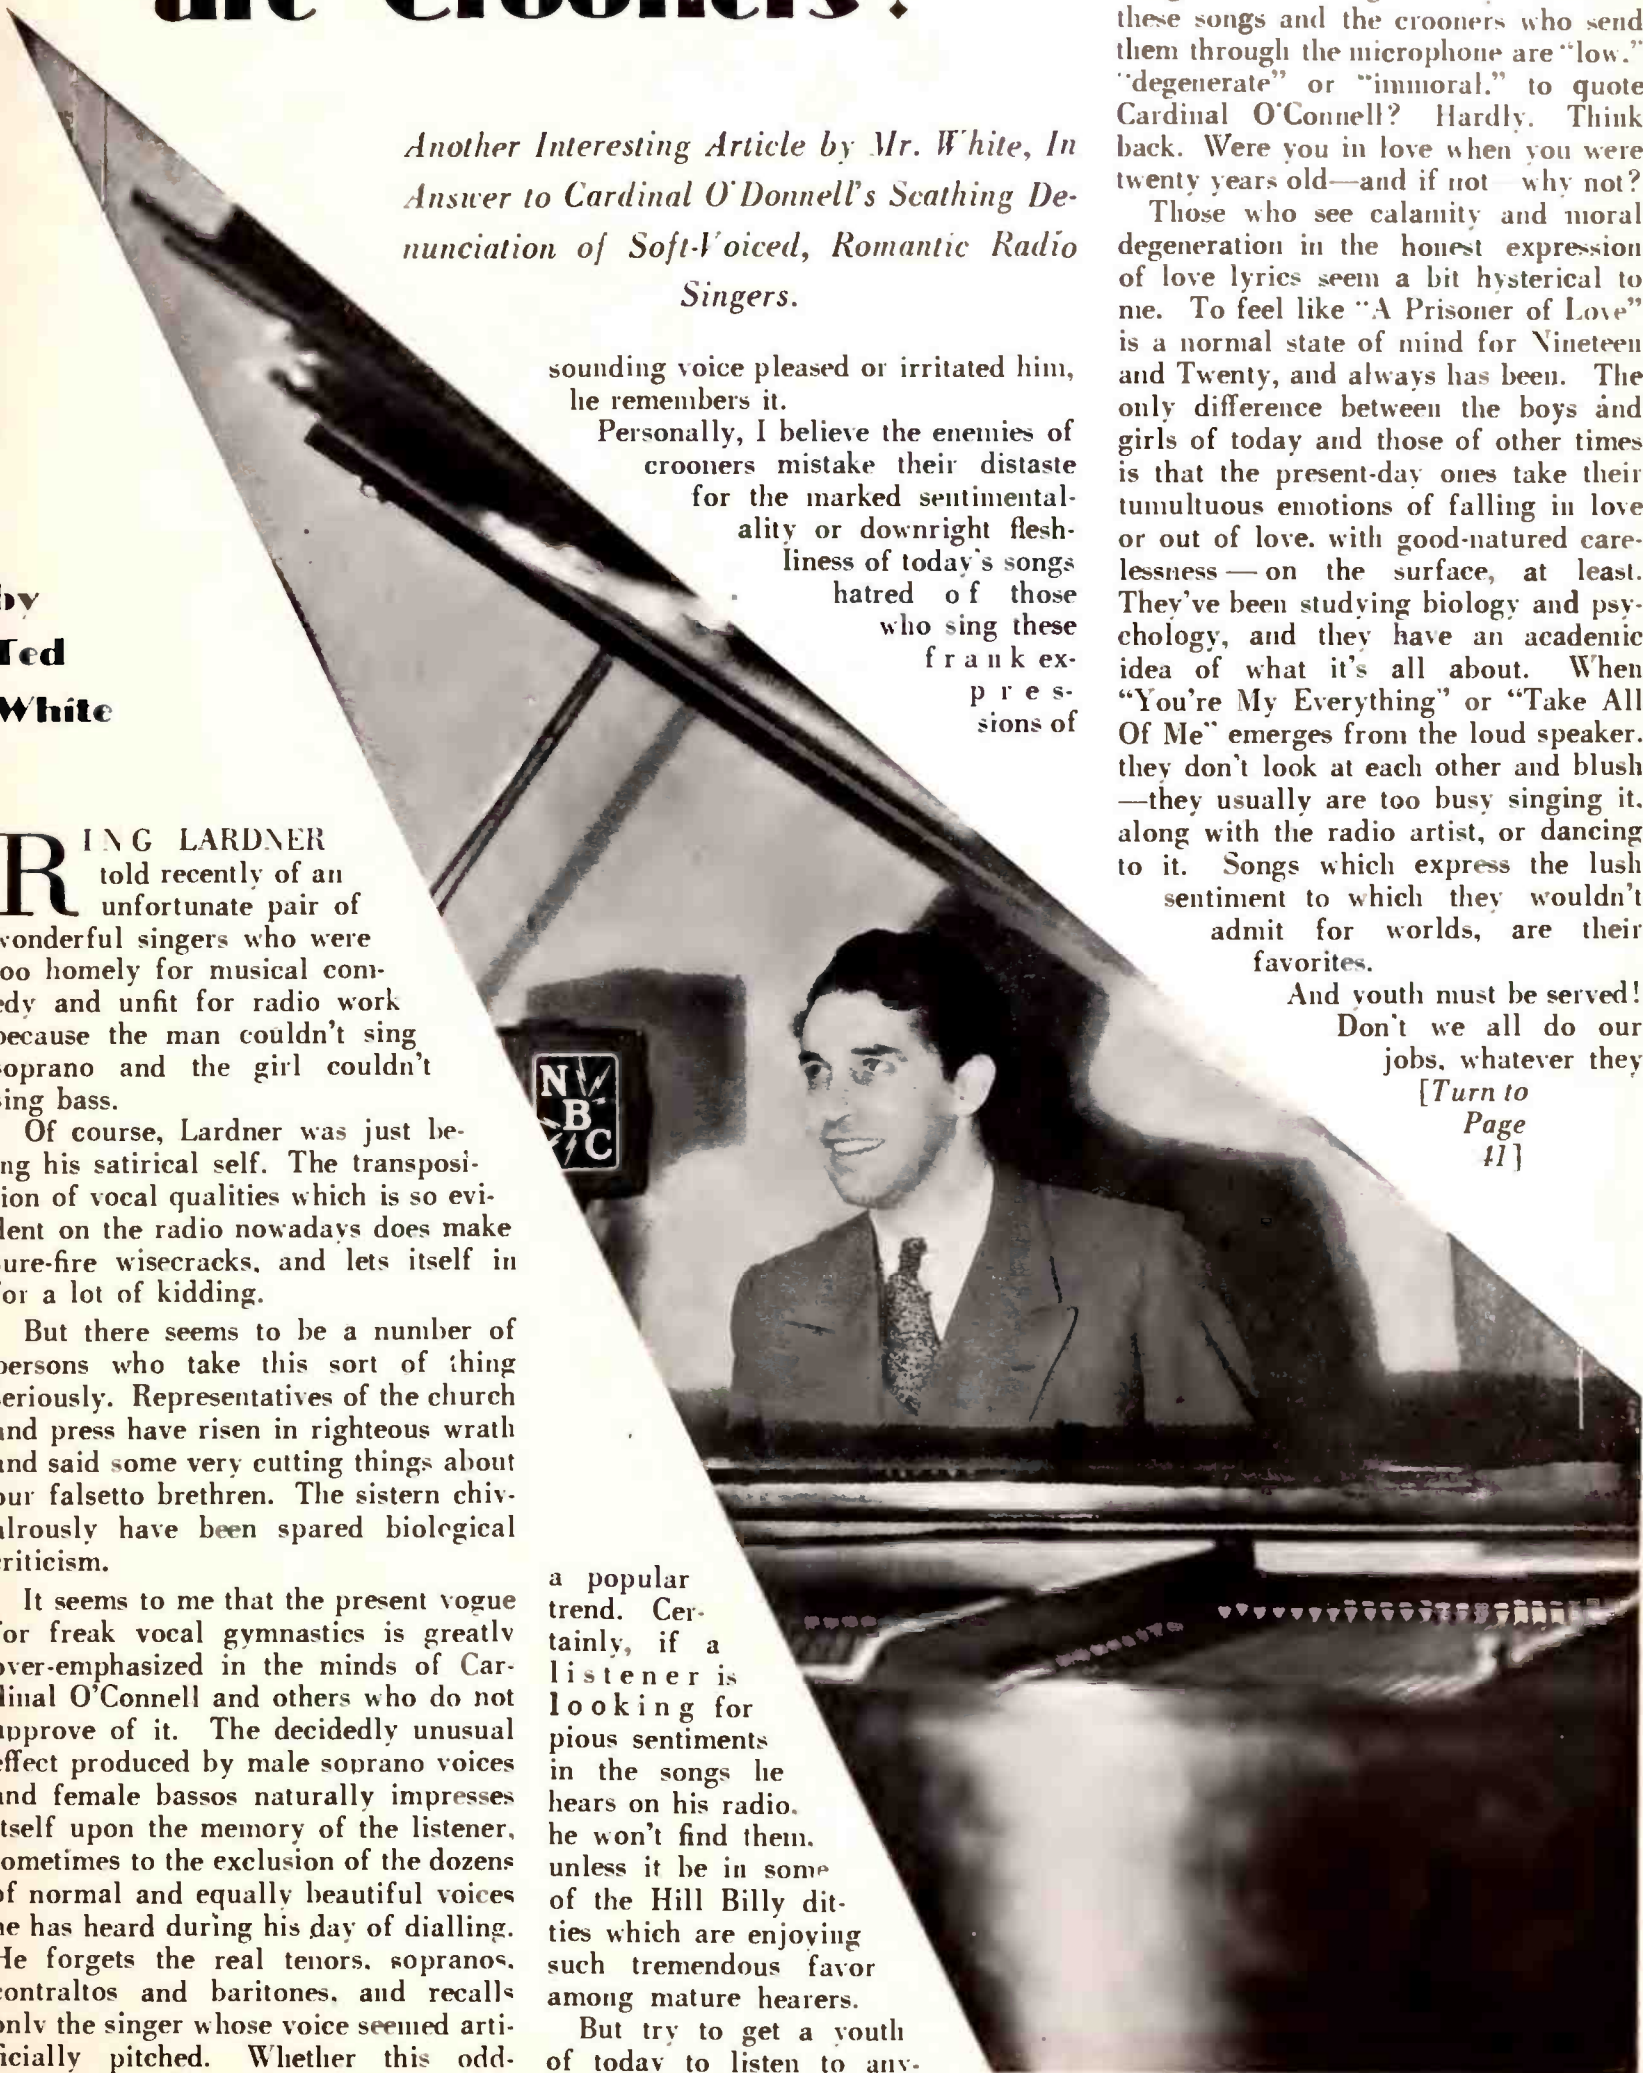 are Crooners?
Another Interesting Article by Mr. White, In
Answer to Cardinal O'Donnell's Scathing De-
nunciation of Soft-Voiced, Romantic Radio
Singers.
by
Ted
White
RING LARDNER
told recently of an
unfortunate pair of
wonderful singers who were
oo homely for musical com-
edy and unfit for radio work
because the man couldn't sing
soprano and the girl couldn't
sing bass.
Of course, Lardner was just be-
ng his satirical self. The transposi-
ion of vocal qualities which is so evi-
dent on the radio nowadays does make
sure-fire wisecracks, and lets itself in
for a lot of kidding.
But there seems to be a number of
persons who take this sort of thing
seriously. Representatives of the church
and press have risen in righteous wrath
and said some very cutting things about
our falsetto brethren. The sistern chiv-
alrously have been spared biological
criticism.
It seems to me that the present vogue
for freak vocal gymnastics is greatly
over-emphasized in the minds of Car-
dinal O'Connell and others who do not
approve of it. The decidedly unusual
effect produced by male soprano voices
and female bassos naturally impresses
itself upon the memory of the listener,
sometimes to the exclusion of the dozens
of normal and equally beautiful voices
he has heard during his day of dialling.
He forgets the real tenors, sopranos,
contraltos and baritones, and recalls
only the singer whose voice seemed arti-
ficially pitched. Whether this odd-
sounding voice pleased or irritated him,
he remembers it.
Personally, I believe the enemies of
crooners mistake their distaste
for the marked sentimental-
ality or downright flesh-
liness of today's songs
hatred of those
who sing these
frank ex-
pres-
sions of
NBC
a popular
trend. Cer-
tainly, if a
listener is
looking for
pious sentiments
in the songs he
hears on his radio,
he won't find them,
unless it be in some
of the Hill Billy dit-
ties which are enjoying
such tremendous favor
among mature hearers.
But try to get a youth
of today to listen to any-
these songs and the crooners who send
them through the microphone are "low,"
"degenerate" or "immoral," to quote
Cardinal O'Connell? Hardly. Think
back. Were you in love when you were
twenty years old—and if not why not?
Those who see calamity and moral
degeneration in the honest expression
of love lyrics seem a bit hysterical to
me. To feel like "A Prisoner of Love"
is a normal state of mind for Nineteen
and Twenty, and always has been. The
only difference between the boys and
girls of today and those of other times
is that the present-day ones take their
tumultuous emotions of falling in love
or out of love, with good-natured care-
lessness — on the surface, at least.
They've been studying biology and psy-
chology, and they have an academic
idea of what it's all about. When
"You're My Everything" or "Take All
Of Me" emerges from the loud speaker,
they don't look at each other and blush
—they usually are too busy singing it,
along with the radio artist, or dancing
to it. Songs which express the lush
sentiment to which they wouldn't
admit for worlds, are their
favorites.
And youth must be served!
Don't we all do our
jobs, whatever they
[Turn to
Page
41]